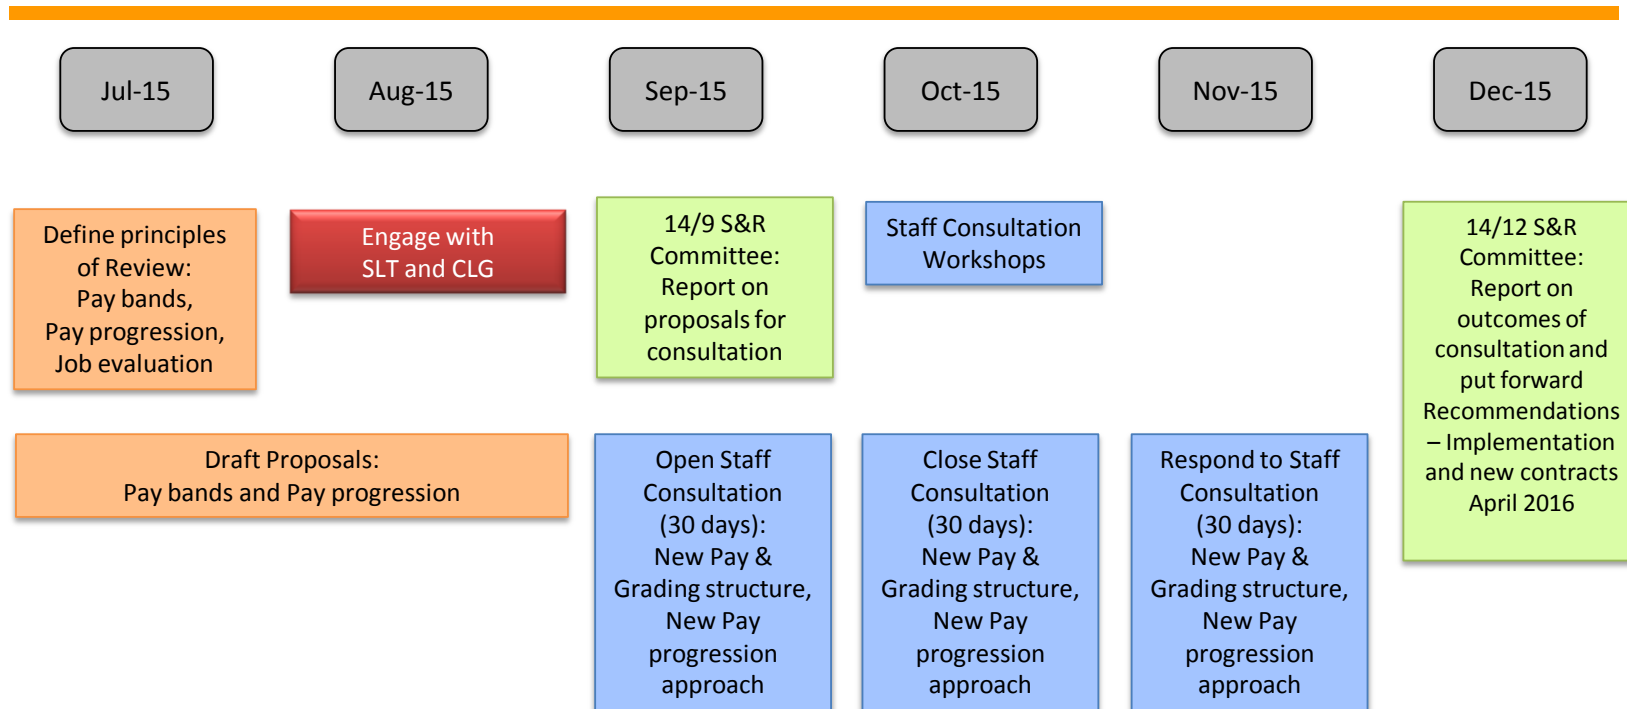 Jul-15
Aug-15
Sep-15
Oct-15
Nov-15
Dec-15
Define principles
of Review:
Pay bands,
Pay progression,
Job evaluation
Engage with
SLT and CLG
14/9 S&R
Committee:
Report on
proposals for
consultation
Staff Consultation
Workshops
14/12 S&R
Committee:
Report on
outcomes of
consultation and
put forward
Recommendations
– Implementation
and new contracts
April 2016
Draft Proposals:
Pay bands and Pay progression
Open Staff
Consultation
(30 days):
New Pay &
Grading structure,
New Pay
progression
approach
Close Staff
Consultation
(30 days):
New Pay &
Grading structure,
New Pay
progression
approach
Respond to Staff
Consultation
(30 days):
New Pay &
Grading structure,
New Pay
progression
approach